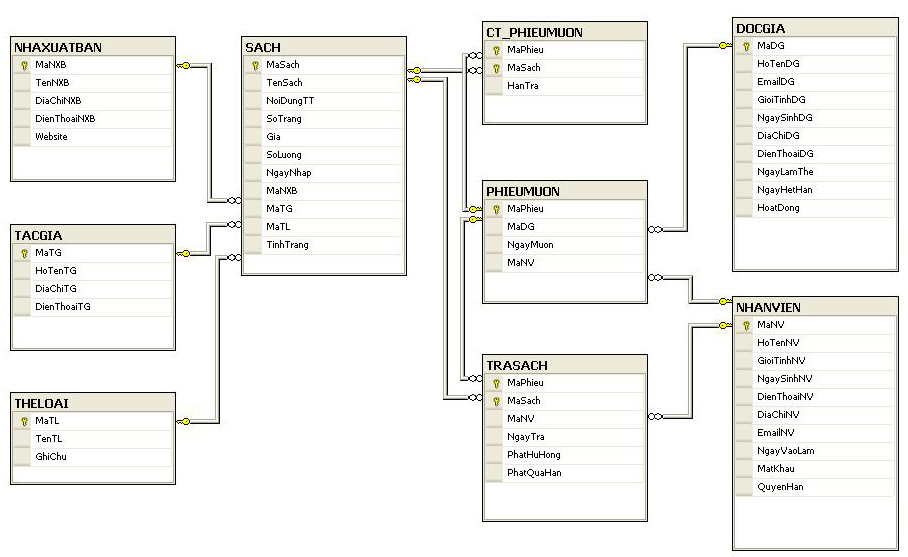 NHAXUATBAN
MaNXB
TenNXB
DiaChiNXB
DienThoaiNXB
Website
TACGIA
MaTG
HoTenTG
DiaChiTG
DienThoaiTG
THELOAI
MaTL
TenTL
GhiChu
SACH
MaSach
TenSach
NoiDungTT
SoTrang
Gia
SoLuong
NgayNhap
MaNXB
MaTG
MaTL
TinhTrang
CT_PHIEUMUON
MaPhieu
MaSach
HanTra
PHIEUMUON
MaPhieu
MaDG
NgayMuon
MaNV
TRASACH
MaPhieu
MaSach
MaNV
NgayTra
PhatHuHong
PhatQuaHan
DOCGIA
MaDG
HoTenDG
EmailDG
GioiTinhDG
NgaySinhDG
DiaChiDG
DienThoaiDG
NgayLamThe
NgayHetHan
HoatDong
NHANVIEN
MaNV
HoTenNV
GioiTinhNV
NgaySinhNV
DienThoaiNV
DiaChiNV
EmailNV
NgayVaoLam
MatKhau
QuyenHan